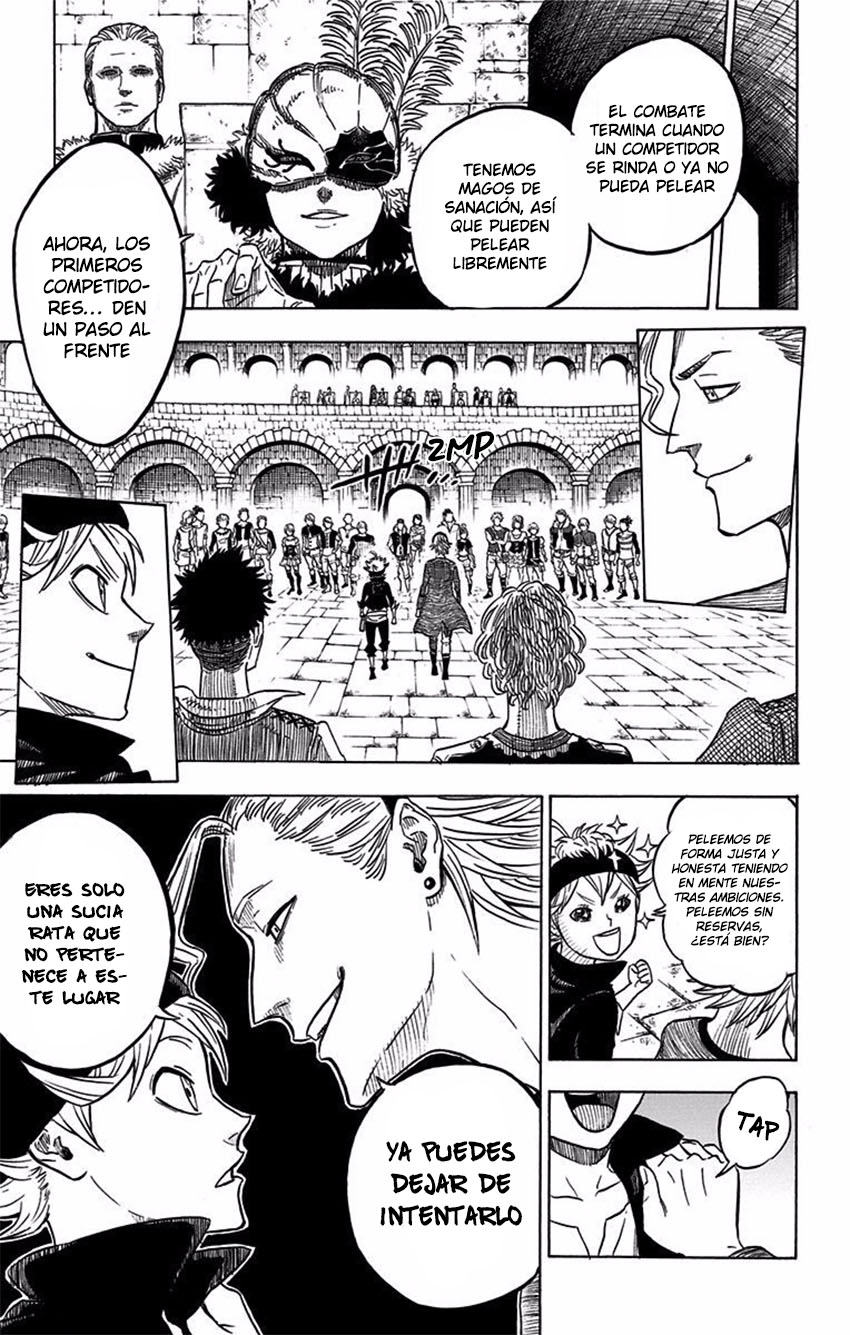 EL COMBATE
TERMINA CUANDO
UN COMPETIDOR
SE RINDA O YA NO
PUEDA PELEAR
TENEMOS
MAGOS DE
SANACIÓN, ASÍ
QUE PUEDEN
PELEAR
LIBREMENTE
AHORA, LOS
PRIMEROS
COMPETIDO-
RES... DEN
UN PASO AL
FRENTE
ZMP
PELEEMOS DE
FORMA JUSTA Y
HONESTA TENIENDO
EN MENTE NUES-
TRAS AMBICIONES.
PELEEMOS SIN
RESERVAS,
¿ESTÁ BIEN?
TAP
ERES SOLO
UNA SUCIA
RATA QUE
NO PERTE-
NECE A ES-
TE LUGAR
YA PUEDES
DEJAR DE
INTENTARLO